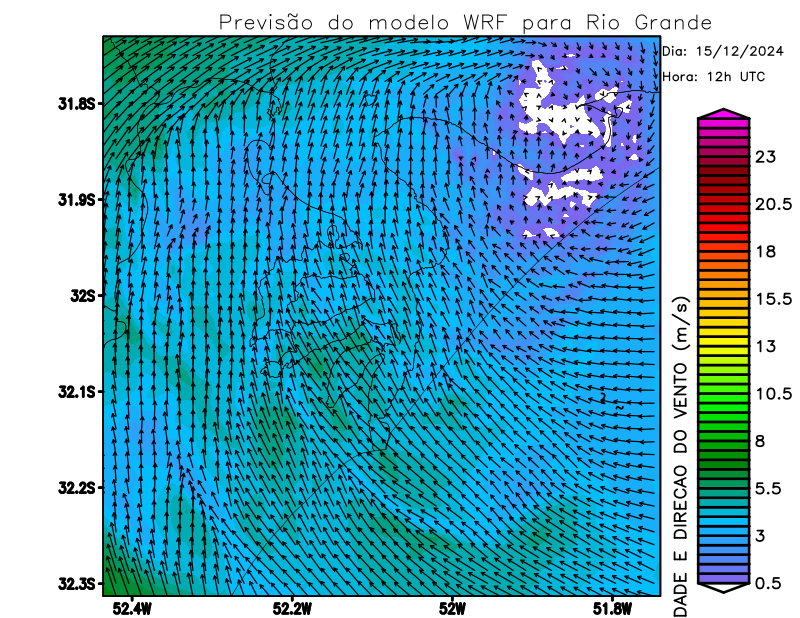 Previsão do modelo WRF para Rio Grande
Dia: 15/12/2024
Hora: 12h UTC
31.8S
31.9S
32S
32.1S
32.2S
32.3S
52.4W
52.2W
52W
51.8W
23
20.5
18
15.5
13
10.5
8
5.5
3
0.5
DADE E DIRECAO DO VENTO (m/s)